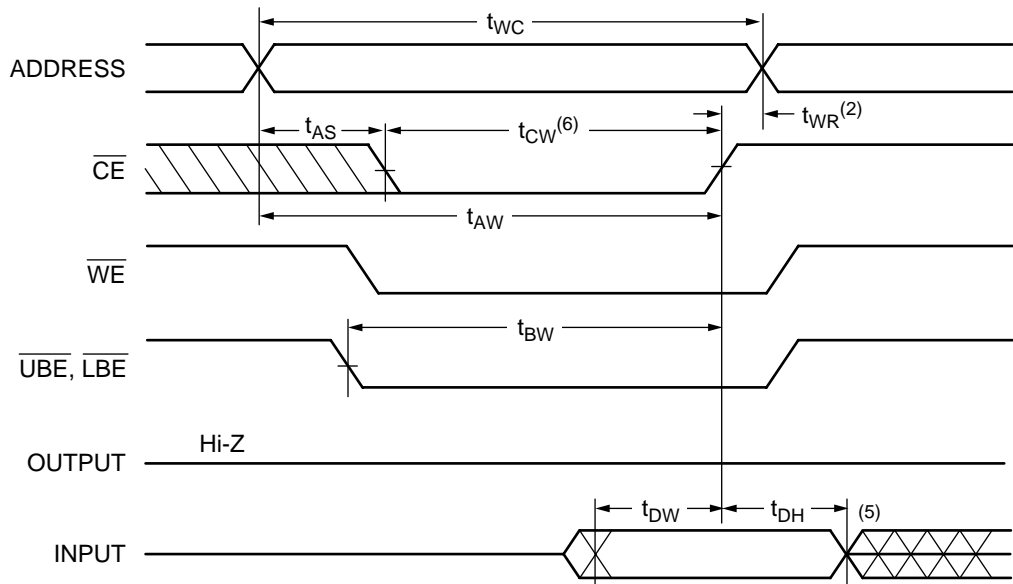 tWC
ADDRESS
tAS
tCW(6)
tWR(2)
CE
tAW
WE
tBW
UBE, LBE
Hi-Z
OUTPUT
tDW
tDH
(5)
INPUT